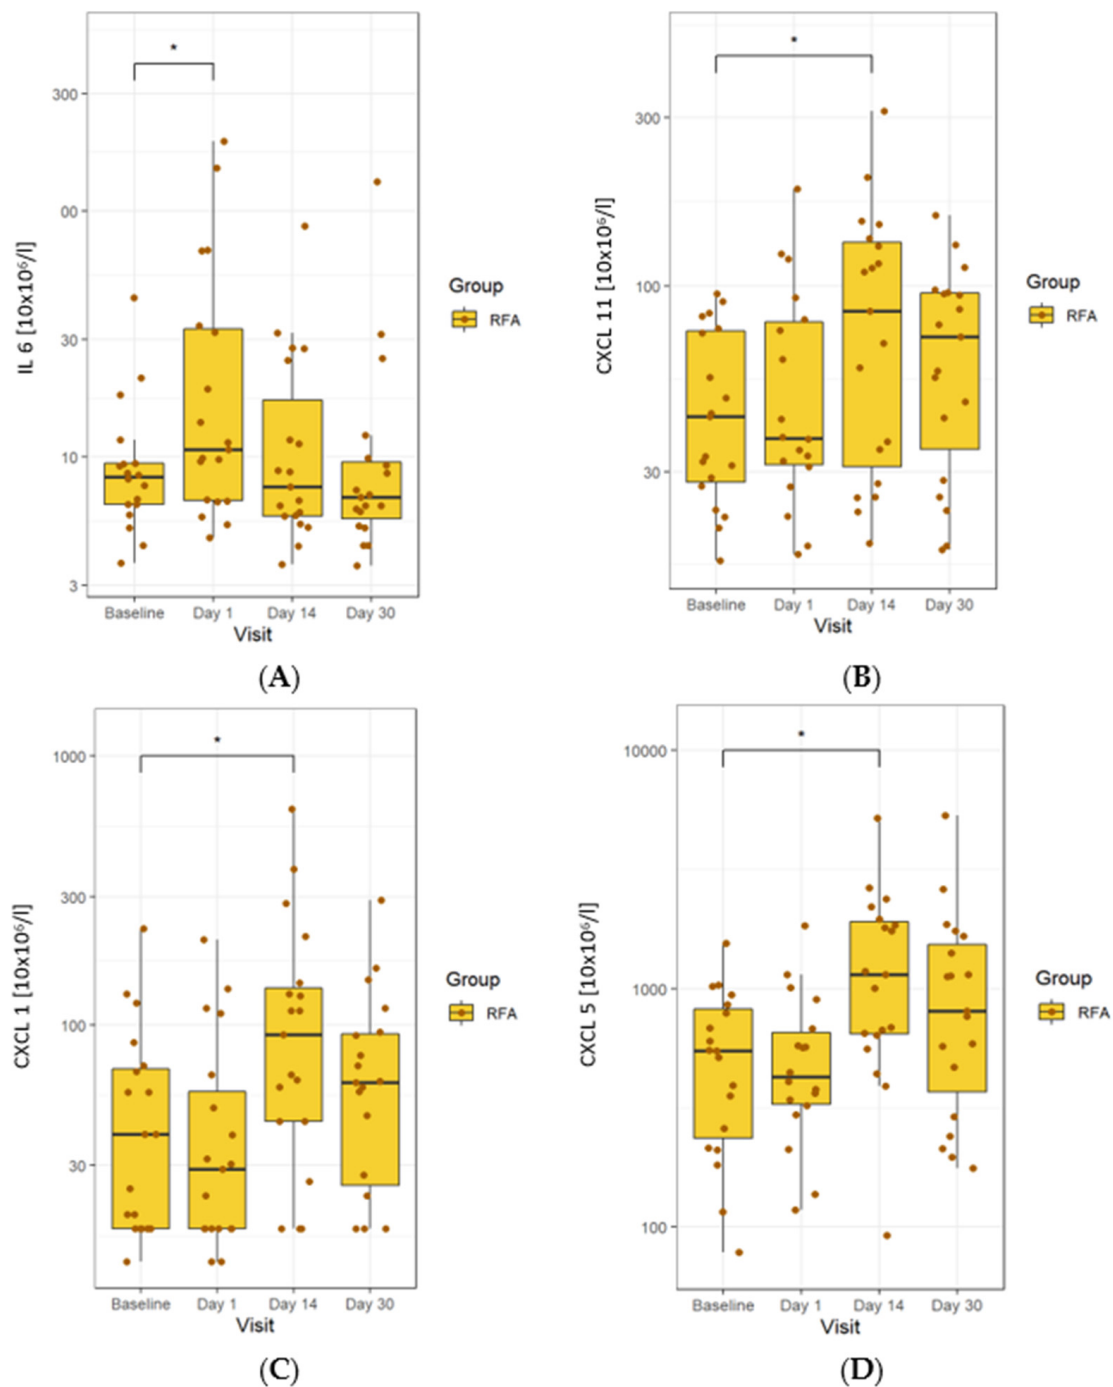 *
300
00
30
10
3
IL 6 [10x10⁶/l]
Baseline Day 1 Day 14 Day 30
Visit
Group
RFA
(A)
*
300
100
30
CXCL 11 [10x10⁶/l]
Baseline Day 1 Day 14 Day 30
Visit
Group
RFA
(B)
*
1000
300
100
30
CXCL 1 [10x10⁶/l]
Baseline Day 1 Day 14 Day 30
Visit
Group
RFA
(C)
*
10000
1000
100
CXCL 5 [10x10⁶/l]
Baseline Day 1 Day 14 Day 30
Visit
Group
RFA
(D)